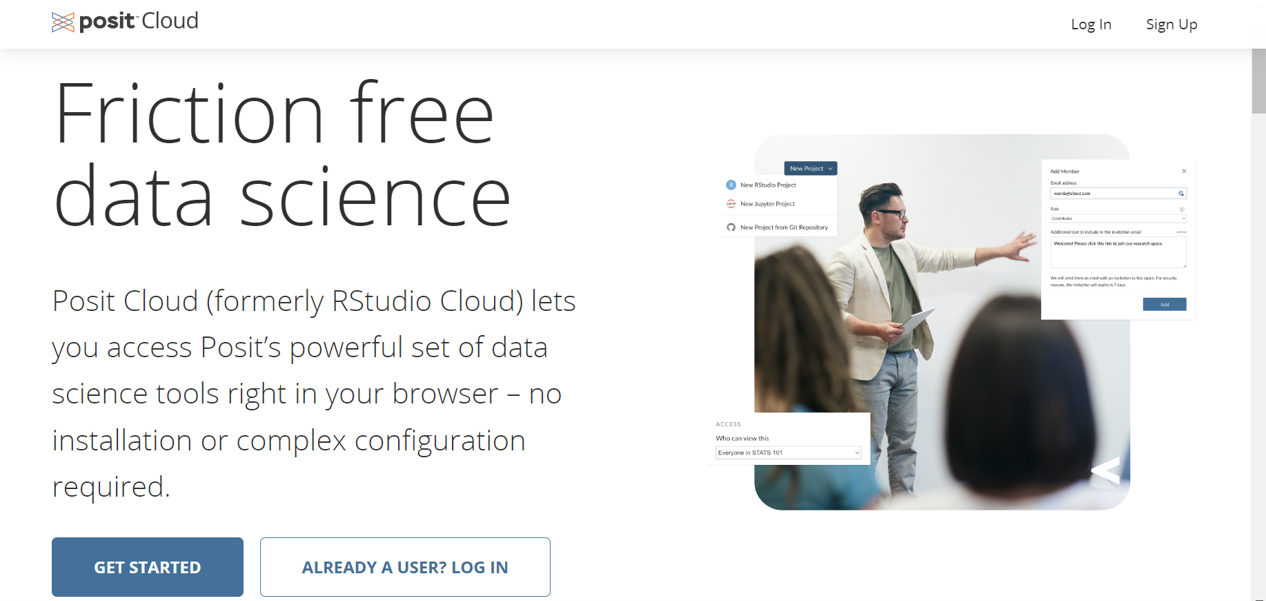 posit Cloud
Log In
Sign Up
Friction free
data science
Posit Cloud (formerly RStudio Cloud) lets
you access Posit’s powerful set of data
science tools right in your browser – no
installation or complex configuration
required.
GET STARTED
ALREADY A USER? LOG IN
New Project
New RStudio Project
New Jupyter Project
New Project from Git Repository
Add Member
Email address
Role
Contributor
Additional text to include in the invitation email
Welcome! Please click this link to join our research space.
We will send them an email with an invitation to this space. For security
reasons, the invitation will expire in 7 days.
Add
ACCESS
Who can view this
Everyone in STATS 101